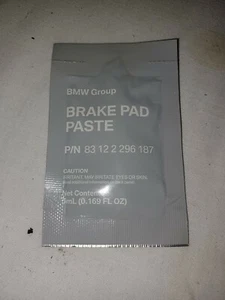 BMW Group
BRAKE PAD
PASTE
P/N 83 12 2 296 187
CAUTION
Net Contents
5mL (0.169 FL OZ)